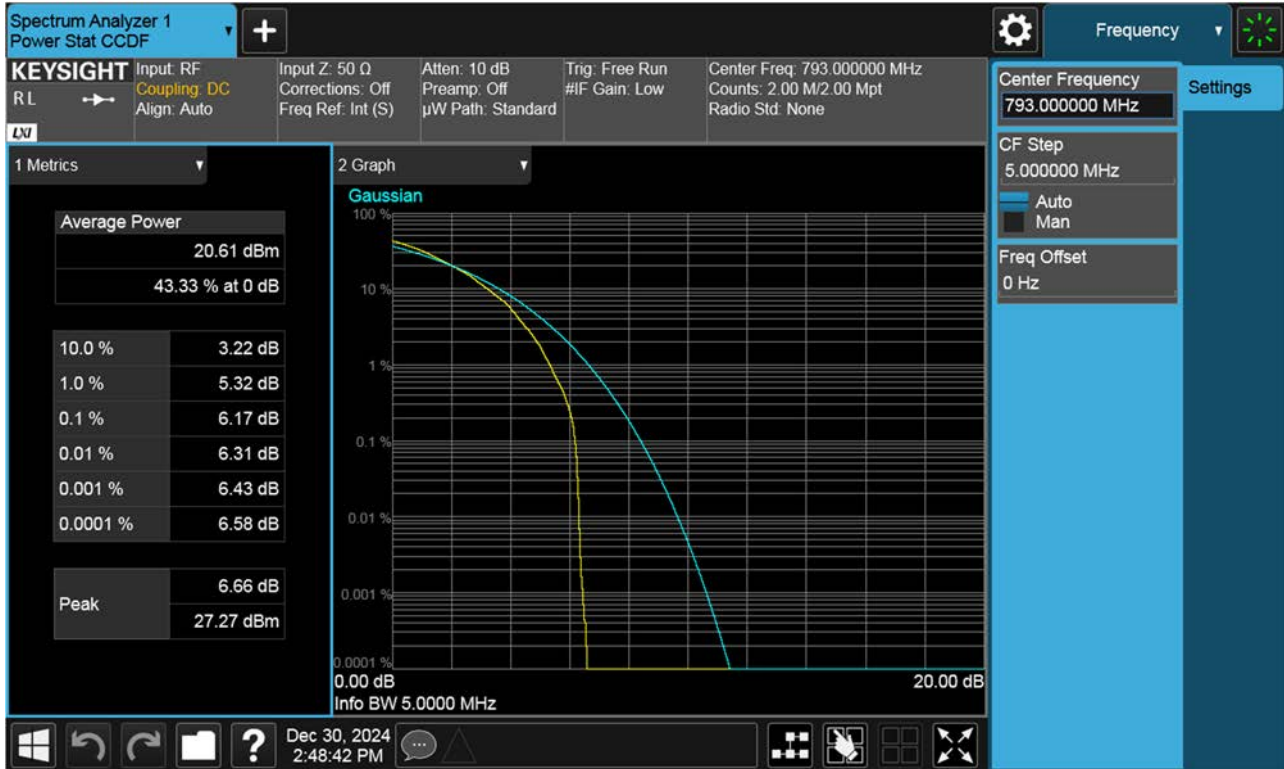 Spectrum Analyzer 1
Power Stat CCDF
+
Frequency
KEYSIGHT
RL
LXI
Input: RF
Coupling: DC
Align: Auto
Input Z: 50 Ω
Corrections: Off
Freq Ref: Int (S)
Atten: 10 dB
Preamp: Off
µW Path: Standard
Trig: Free Run
#IF Gain: Low
Center Freq: 793.000000 MHz
Counts: 2.00 M/2.00 Mpt
Radio Std: None
Center Frequency
793.000000 MHz
Settings
CF Step
5.000000 MHz
Auto
Man
Freq Offset
0 Hz
1 Metrics
Average Power
20.61 dBm
43.33 % at 0 dB
10.0 % 3.22 dB
1.0 % 5.32 dB
0.1 % 6.17 dB
0.01 % 6.31 dB
0.001 % 6.43 dB
0.0001 % 6.58 dB
Peak
6.66 dB
27.27 dBm
2 Graph
Gaussian
100 %
10 %
1 %
0.1 %
0.01 %
0.001 %
0.0001 %
0.00 dB 20.00 dB
Info BW 5.0000 MHz
?
Dec 30, 2024
2:48:42 PM